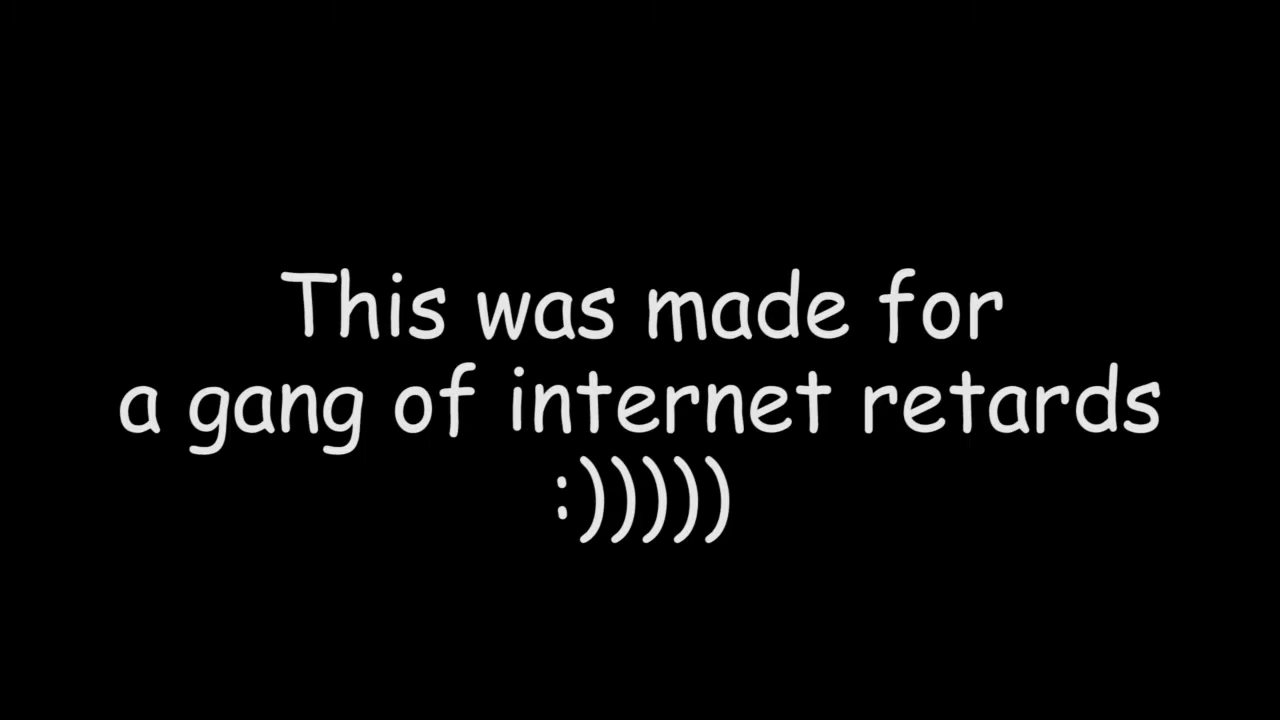 This was made for
a gang of internet retards
:)))))